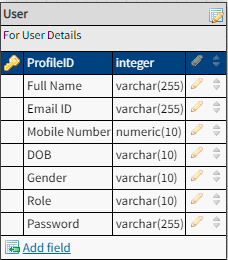 User
For User Details
ProfileID integer
Full Name varchar(255)
Email ID varchar(255)
Mobile Number numeric(10)
DOB varchar(10)
Gender varchar(10)
Role varchar(10)
Password varchar(255)
Add field